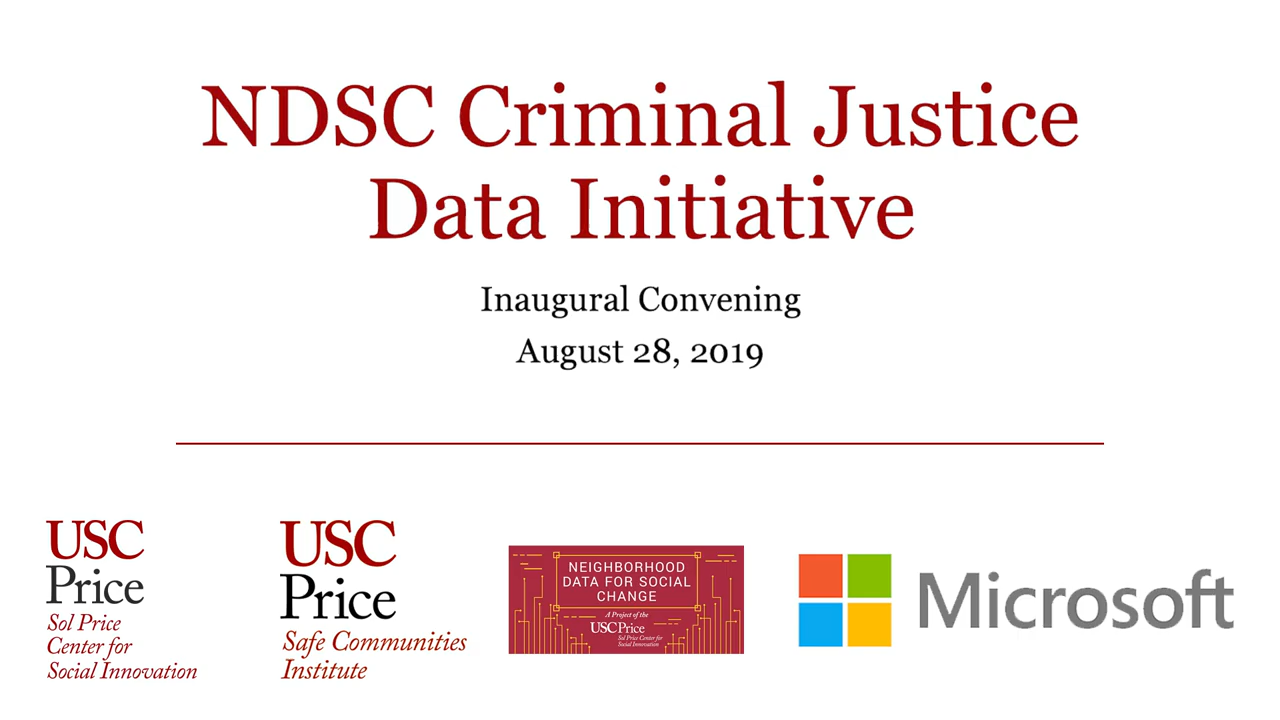 NDSC Criminal Justice
Data Initiative
Inaugural Convening
August 28, 2019
USC
Price
Sol Price
Center for
Social Innovation
USC
Price
Safe Communities
Institute
NEIGHBORHOOD
DATA FOR SOCIAL
CHANGE
A Project of the
USC Price
Sol Price Center for
Social Innovation
Microsoft